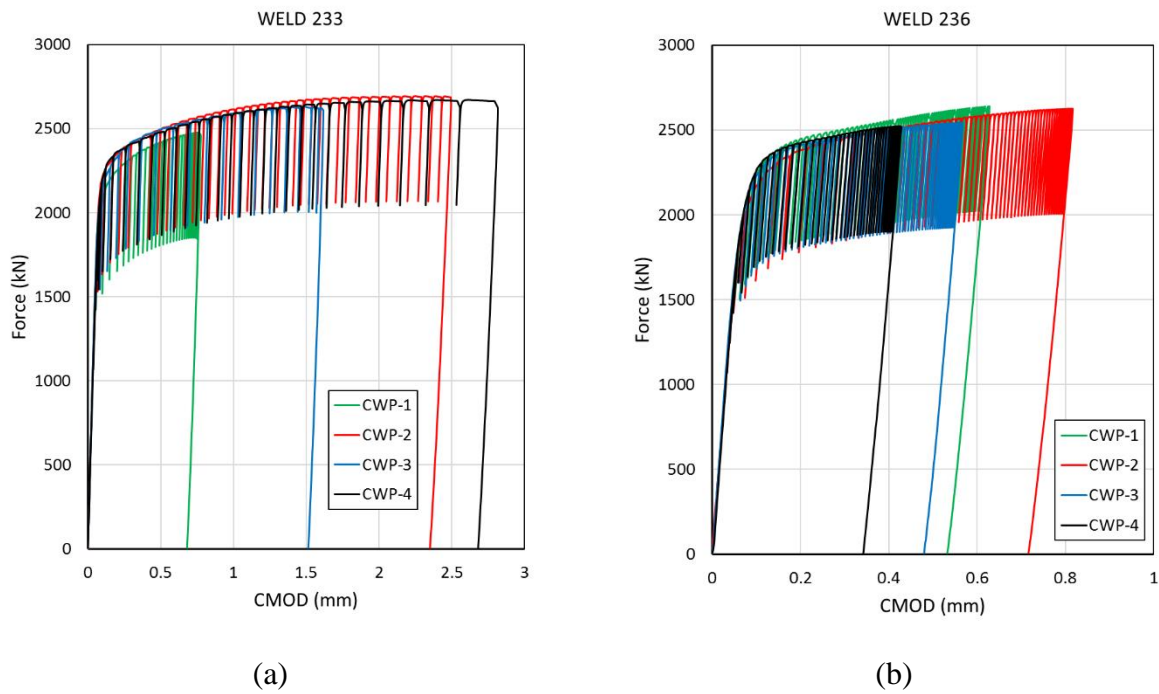 WELD 233
3000
2500
2000
1500
1000
500
0
Force (kN)
0
0.5
1
1.5
2
2.5
3
CMOD (mm)
CWP-1
CWP-2
CWP-3
CWP-4
(a)
WELD 236
3000
2500
2000
1500
1000
500
0
Force (kN)
0
0.2
0.4
0.6
0.8
1
CMOD (mm)
CWP-1
CWP-2
CWP-3
CWP-4
(b)